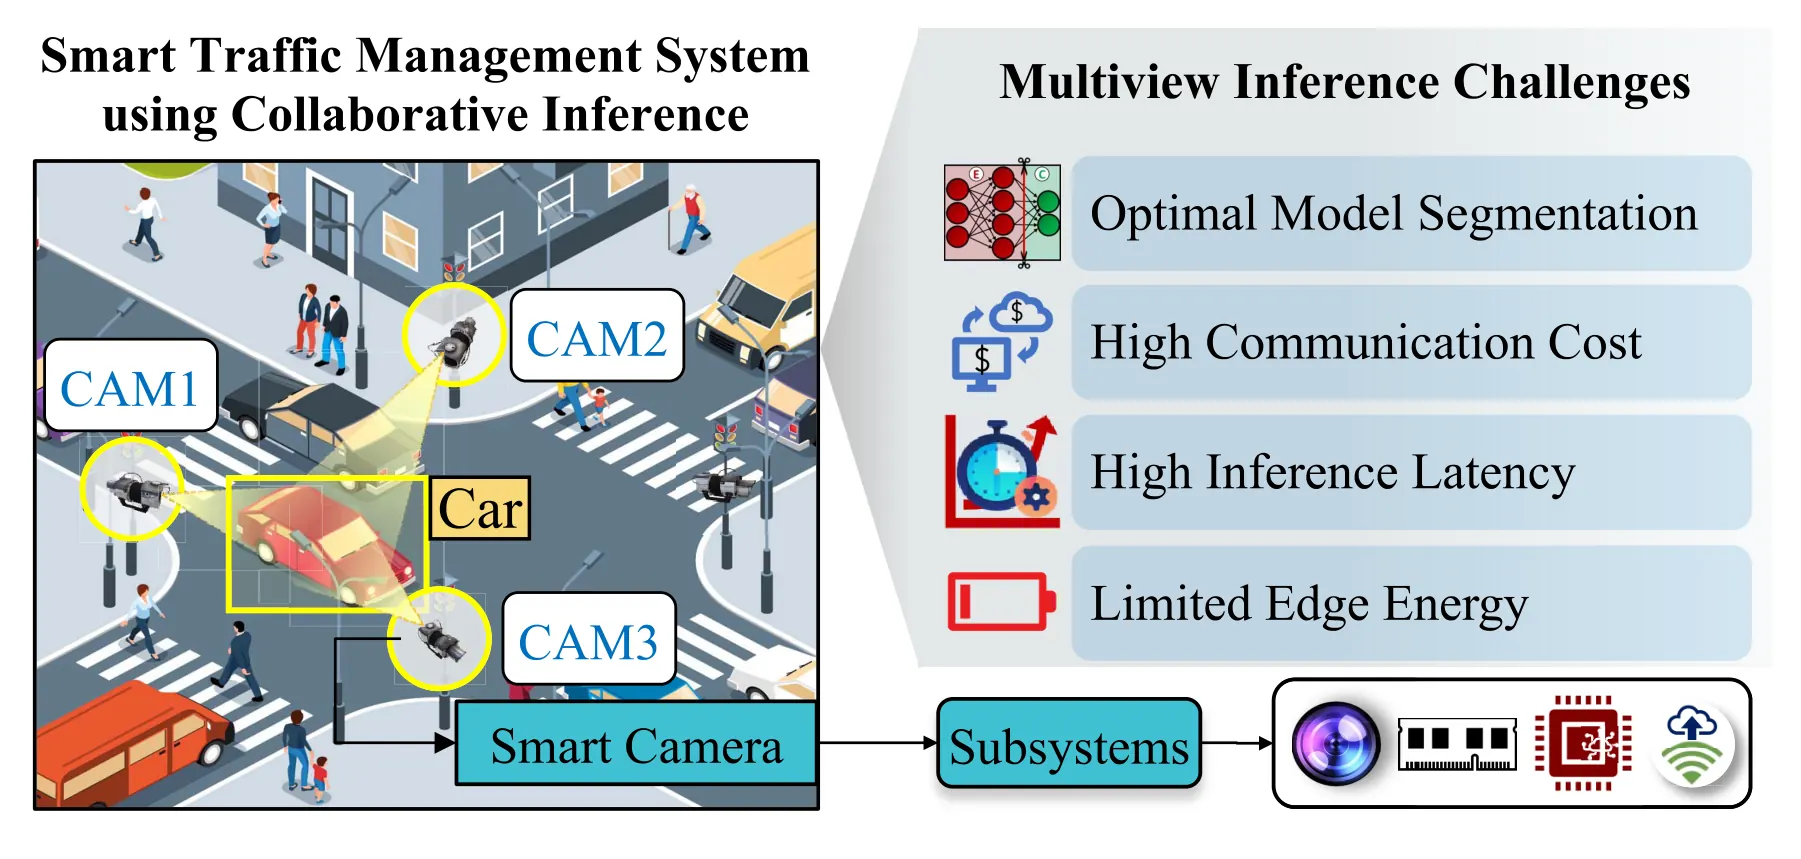 Smart Traffic Management System
using Collaborative Inference
Multiview Inference Challenges
E
C
Optimal Model Segmentation
CAM2
$
$
High Communication Cost
CAM1
High Inference Latency
Car
Limited Edge Energy
CAM3
Smart Camera
Subsystems